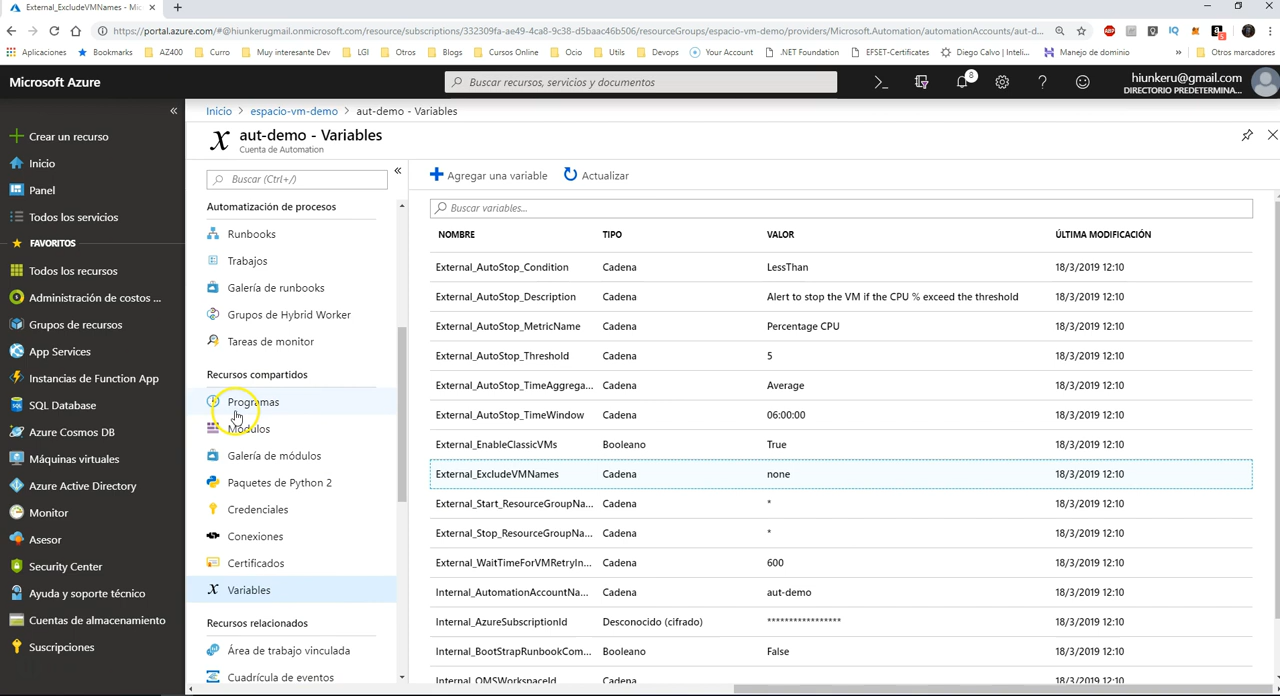 External_ExcludeVMNames - Micr
https://portal.azure.com/#@hiunkerugmail.onmicrosoft.com/resource/subscriptions/332309fa-ae49-4ca8-9c38-d5baac46b506/resourceGroups/espacio-vm-demo/providers/Microsoft.Automation/automationAccounts/aut-d...
Aplicaciones Bookmarks AZ400 Curro Muy interesante Dev LGI Otros Blogs Cursos Online Ocio Utils Devops Your Account .NET Foundation EFSET-Certificates Diego Calvo | Inteli... Manejo de dominio » Otros marcadores
Microsoft Azure
Buscar recursos, servicios y documentos
8
hiunkeru@gmail.com
DIRECTORIO PREDETERMINA...
«
Crear un recurso
Inicio
Panel
Todos los servicios
FAVORITOS
Todos los recursos
Administración de costos ...
Grupos de recursos
App Services
Instancias de Function App
SQL Database
Azure Cosmos DB
Máquinas virtuales
Azure Active Directory
Monitor
Asesor
Security Center
Ayuda y soporte técnico
Cuentas de almacenamiento
Suscripciones
Inicio > espacio-vm-demo > aut-demo - Variables
aut-demo - Variables
Cuenta de Automation
Buscar (Ctrl+/)
«
Automatización de procesos
Runbooks
Trabajos
Galería de runbooks
Grupos de Hybrid Worker
Tareas de monitor
Recursos compartidos
Programas
Módulos
Galería de módulos
Paquetes de Python 2
Credenciales
Conexiones
Certificados
Variables
Recursos relacionados
Área de trabajo vinculada
Cuadrícula de eventos
Agregar una variable Actualizar
Buscar variables...
NOMBRE TIPO VALOR ÚLTIMA MODIFICACIÓN
External_AutoStop_Condition Cadena LessThan 18/3/2019 12:10
External_AutoStop_Description Cadena Alert to stop the VM if the CPU % exceed the threshold 18/3/2019 12:10
External_AutoStop_MetricName Cadena Percentage CPU 18/3/2019 12:10
External_AutoStop_Threshold Cadena 5 18/3/2019 12:10
External_AutoStop_TimeAggrega... Cadena Average 18/3/2019 12:10
External_AutoStop_TimeWindow Cadena 06:00:00 18/3/2019 12:10
External_EnableClassicVMs Booleano True 18/3/2019 12:10
External_ExcludeVMNames Cadena none 18/3/2019 12:10
External_Start_ResourceGroupNa... Cadena * 18/3/2019 12:10
External_Stop_ResourceGroupNa... Cadena * 18/3/2019 12:10
External_WaitTimeForVMRetryIn... Cadena 600 18/3/2019 12:10
Internal_AutomationAccountNa... Cadena aut-demo 18/3/2019 12:10
Internal_AzureSubscriptionId Desconocido (cifrado) ***************** 18/3/2019 12:10
Internal_BootStrapRunbookCom... Booleano False 18/3/2019 12:10
Internal_OMSWorkspaceId Cadena 18/3/2019 12:10